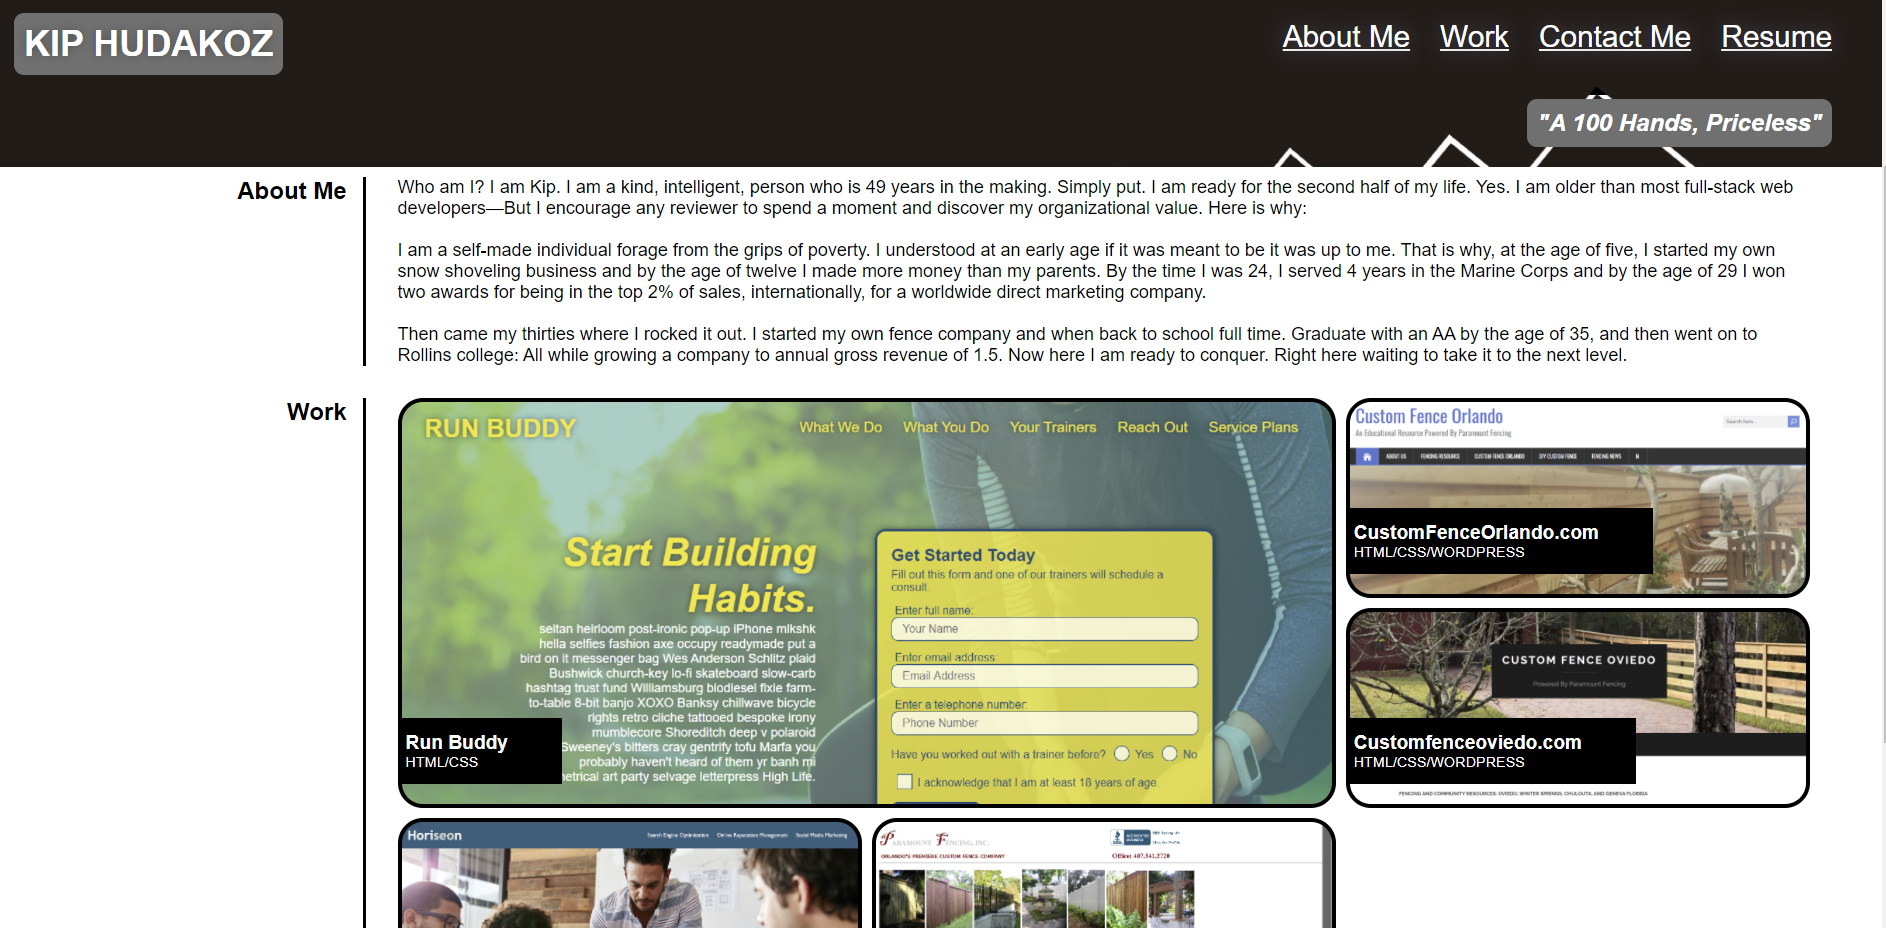 KIP HUDAKOZ
About Me Work Contact Me Resume
"A 100 Hands, Priceless"
About Me
Who am I? I am Kip. I am a kind, intelligent, person who is 49 years in the making. Simply put. I am ready for the second half of my life. Yes. I am older than most full-stack web
developers—But I encourage any reviewer to spend a moment and discover my organizational value. Here is why:
I am a self-made individual forage from the grips of poverty. I understood at an early age if it was meant to be it was up to me. That is why, at the age of five, I started my own
snow shoveling business and by the age of twelve I made more money than my parents. By the time I was 24, I served 4 years in the Marine Corps and by the age of 29 I won
two awards for being in the top 2% of sales, internationally, for a worldwide direct marketing company.
Then came my thirties where I rocked it out. I started my own fence company and when back to school full time. Graduate with an AA by the age of 35, and then went on to
Rollins college: All while growing a company to annual gross revenue of 1.5. Now here I am ready to conquer. Right here waiting to take it to the next level.
Work
RUN BUDDY
What We Do What You Do Your Trainers Reach Out Service Plans
Start Building
Habits.
seitan heirloom post-ironic pop-up iPhone mlkshk
hella selfies fashion axe occupy readymade put a
bird on it messenger bag Wes Anderson Schlitz plaid
Bushwick church-key lo-fi skateboard slow-carb
hashtag trust fund Williamsburg biodiesel fixie farm-
to-table 8-bit banjo XOXO Banksy chillwave bicycle
rights retro cliche tattooed bespoke irony
mumblecore Shoreditch deep v polaroid
Sweeney's bitters cray gentrify tofu Marfa you
probably haven't heard of them yr banh mi
etrical art party selvage letterpress High Life.
Get Started Today
Fill out this form and one of our trainers will schedule a
consult.
Enter full name:
Your Name
Enter email address:
Email Address
Enter a telephone number:
Phone Number
Have you worked out with a trainer before? Yes No
I acknowledge that I am at least 18 years of age.
Run Buddy
HTML/CSS
Custom Fence Orlando
An Educational Resource Powered By Paramount Fencing
Search here...
ABOUT US FENCING RESOURCE CUSTOM FENCE ORLANDO DIY CUSTOM FENCE FENCING NEWS
CustomFenceOrlando.com
HTML/CSS/WORDPRESS
CUSTOM FENCE OVIEDO
Powered By Paramount Fencing
Customfenceoviedo.com
HTML/CSS/WORDPRESS
FENCING AND COMMUNITY RESOURCES: OVIEDO, WINTER SPRINGS, CHULUOTA, AND GENEVA FLORIDA
Horiseon
Search Engine Optimization Online Reputation Management Social Media Marketing
PARAMOUNT FENCING, INC.
ORLANDO'S PREMIERE CUSTOM FENCE COMPANY
ACCREDITED BUSINESS
Office: 407.341.2720